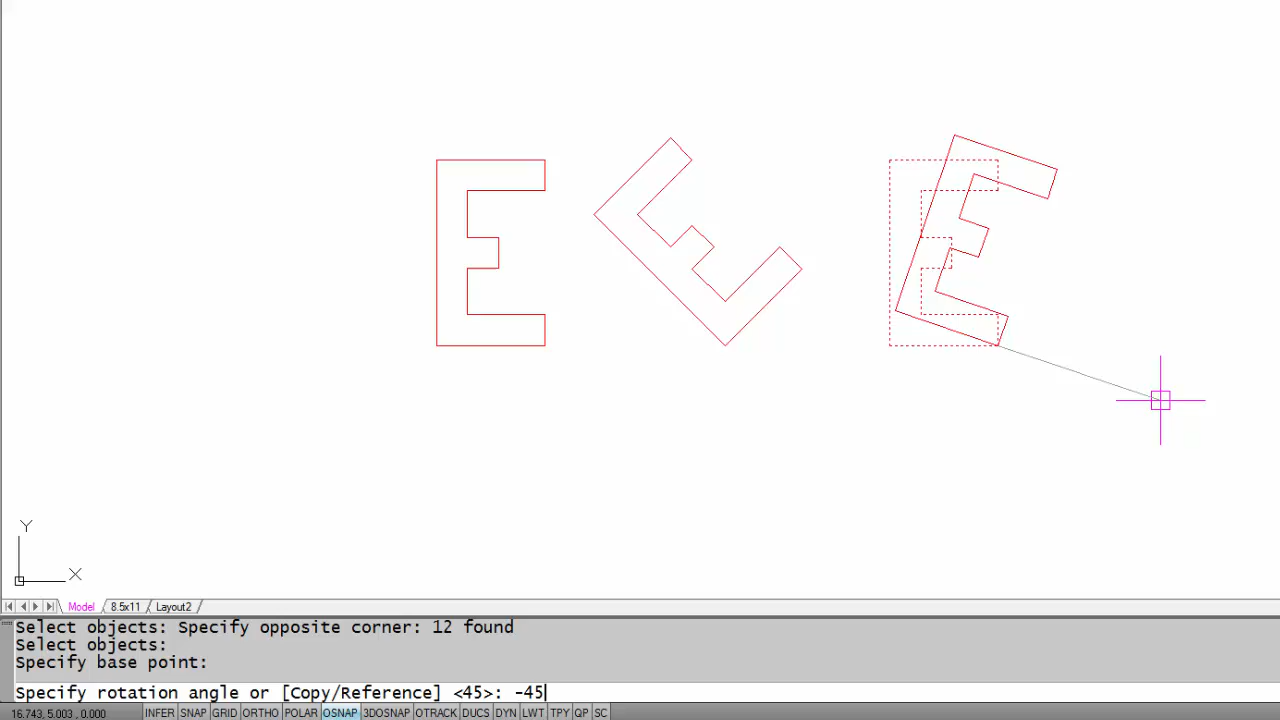 Y
X
Model 8.5x11 Layout2
Select objects: Specify opposite corner: 12 found
Select objects:
Specify base point:
Specify rotation angle or [Copy/Reference] <45>: -45
16.743, 5.003 , 0.000 INFER SNAP GRID ORTHO POLAR OSNAP 3DOSNAP OTRACK DUCS DYN LWT TPY QP SC